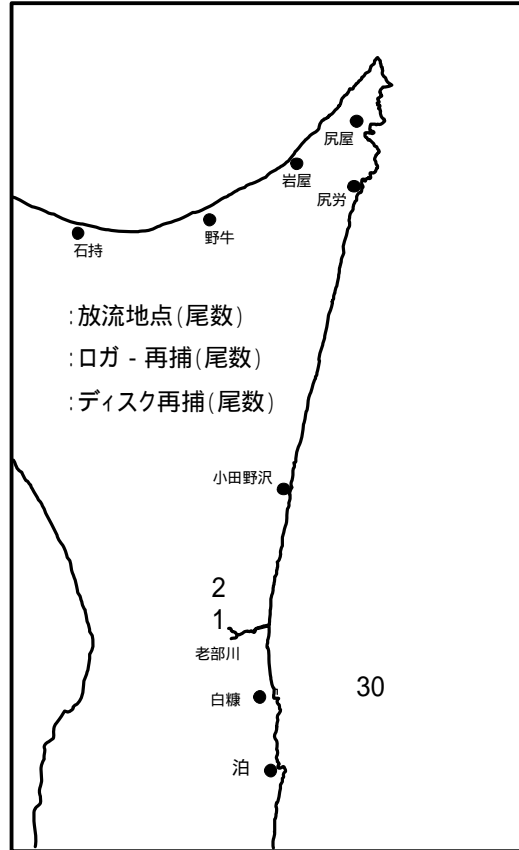 尻屋
岩屋
尻労
野牛
石持
:放流地点(尾数)
:ロガ - 再捕(尾数)
:ディスク再捕(尾数)
小田野沢
2
1
老部川
白糠
30
泊